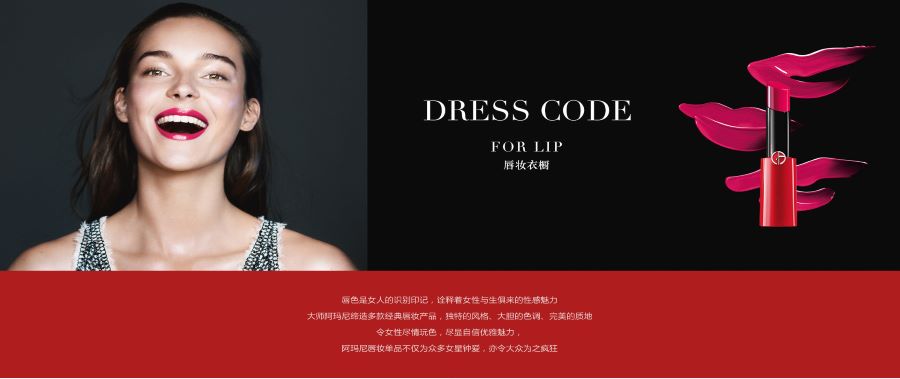 DRESS CODE
FOR LIP
唇妆衣橱
唇色是女人的识别印记，诠释着女性与生俱来的性感魅力
大师阿玛尼缔造多款经典唇妆产品，独特的风格、大胆的色调、完美的质地
令女性尽情玩色，尽显自信优雅魅力，
阿玛尼唇妆单品不仅为众多女星钟爱，亦令大众为之疯狂